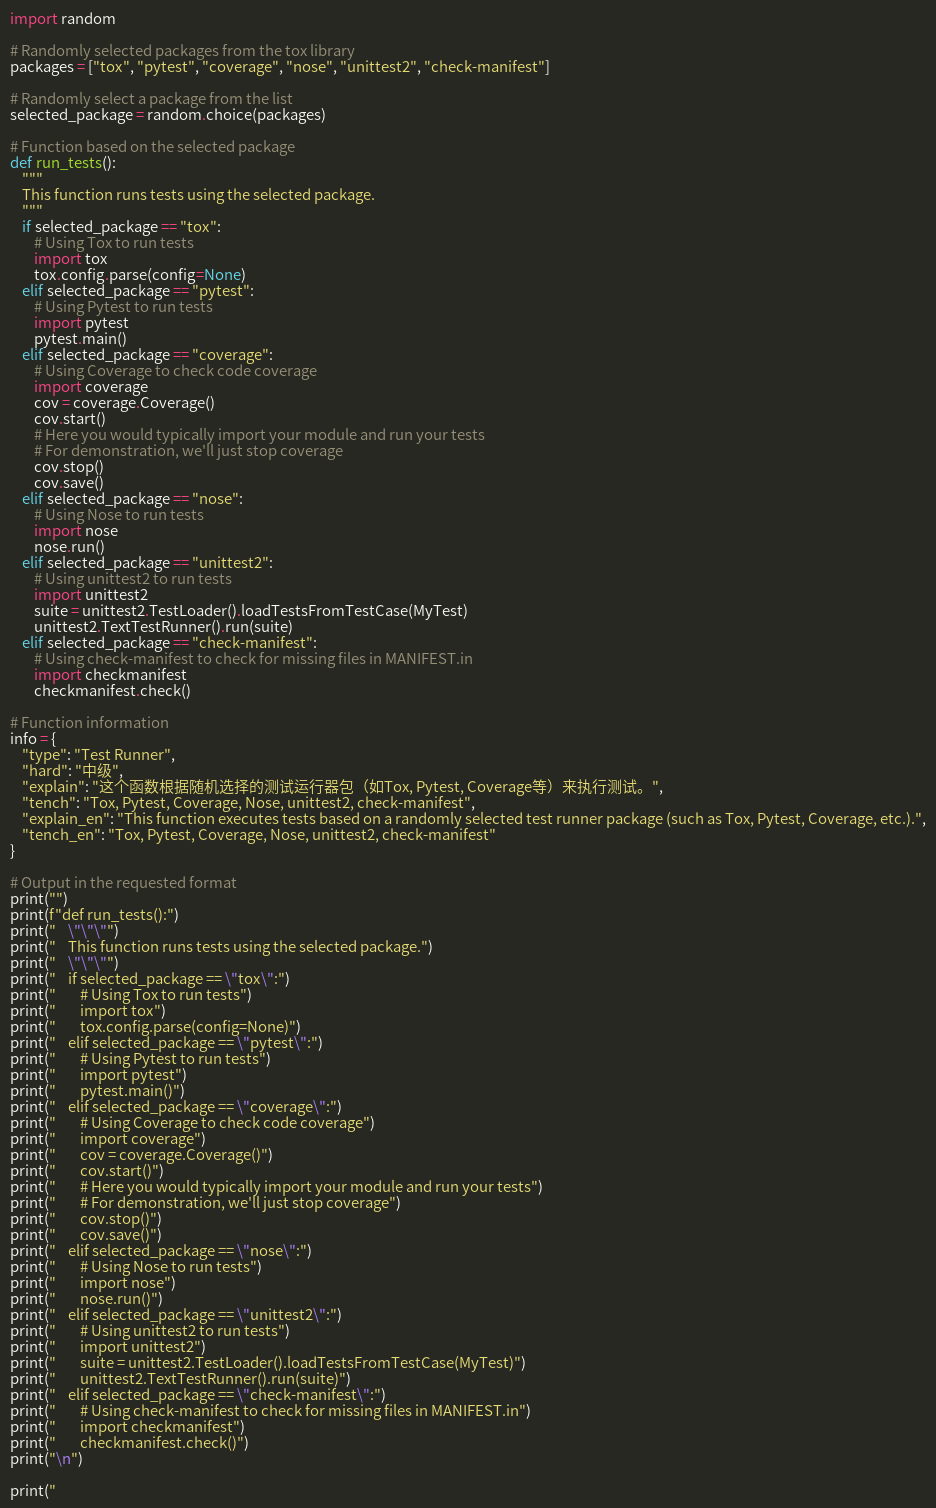 import random

# Randomly selected packages from the tox library
packages = ["tox", "pytest", "coverage", "nose", "unittest2", "check-manifest"]

# Randomly select a package from the list
selected_package = random.choice(packages)

# Function based on the selected package
def run_tests():
    """
    This function runs tests using the selected package.
    """
    if selected_package == "tox":
        # Using Tox to run tests
        import tox
        tox.config.parse(config=None)
    elif selected_package == "pytest":
        # Using Pytest to run tests
        import pytest
        pytest.main()
    elif selected_package == "coverage":
        # Using Coverage to check code coverage
        import coverage
        cov = coverage.Coverage()
        cov.start()
        # Here you would typically import your module and run your tests
        # For demonstration, we'll just stop coverage
        cov.stop()
        cov.save()
    elif selected_package == "nose":
        # Using Nose to run tests
        import nose
        nose.run()
    elif selected_package == "unittest2":
        # Using unittest2 to run tests
        import unittest2
        suite = unittest2.TestLoader().loadTestsFromTestCase(MyTest)
        unittest2.TextTestRunner().run(suite)
    elif selected_package == "check-manifest":
        # Using check-manifest to check for missing files in MANIFEST.in
        import checkmanifest
        checkmanifest.check()

# Function information
info = {
    "type": "Test Runner",
    "hard": "中级",
    "explain": "这个函数根据随机选择的测试运行器包（如Tox, Pytest, Coverage等）来执行测试。",
    "tench": "Tox, Pytest, Coverage, Nose, unittest2, check-manifest",
    "explain_en": "This function executes tests based on a randomly selected test runner package (such as Tox, Pytest, Coverage, etc.).",
    "tench_en": "Tox, Pytest, Coverage, Nose, unittest2, check-manifest"
}

# Output in the requested format
print("")
print(f"def run_tests():")
print("    \"\"\"")
print("    This function runs tests using the selected package.")
print("    \"\"\"")
print("    if selected_package == \"tox\":")
print("        # Using Tox to run tests")
print("        import tox")
print("        tox.config.parse(config=None)")
print("    elif selected_package == \"pytest\":")
print("        # Using Pytest to run tests")
print("        import pytest")
print("        pytest.main()")
print("    elif selected_package == \"coverage\":")
print("        # Using Coverage to check code coverage")
print("        import coverage")
print("        cov = coverage.Coverage()")
print("        cov.start()")
print("        # Here you would typically import your module and run your tests")
print("        # For demonstration, we'll just stop coverage")
print("        cov.stop()")
print("        cov.save()")
print("    elif selected_package == \"nose\":")
print("        # Using Nose to run tests")
print("        import nose")
print("        nose.run()")
print("    elif selected_package == \"unittest2\":")
print("        # Using unittest2 to run tests")
print("        import unittest2")
print("        suite = unittest2.TestLoader().loadTestsFromTestCase(MyTest)")
print("        unittest2.TextTestRunner().run(suite)")
print("    elif selected_package == \"check-manifest\":")
print("        # Using check-manifest to check for missing files in MANIFEST.in")
print("        import checkmanifest")
print("        checkmanifest.check()")
print("\n")

print("